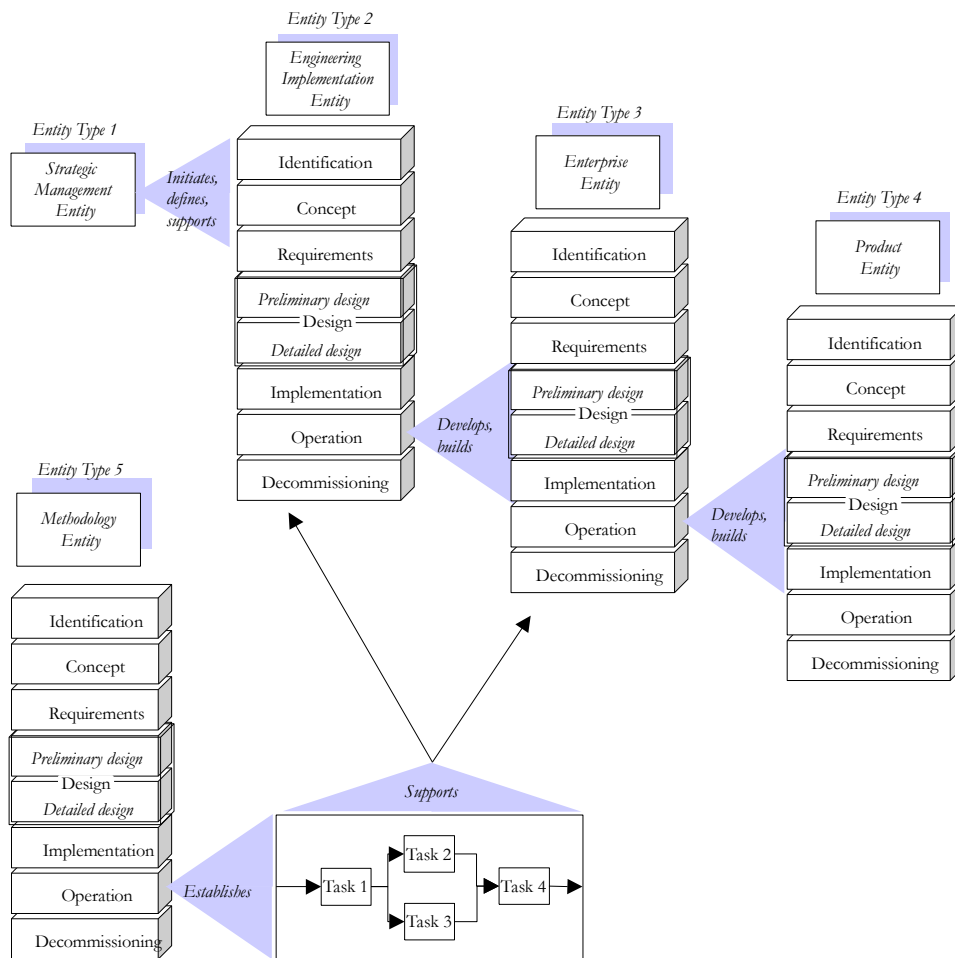 Entity Type 2
Engineering
Implementation
Entity
Identification
Concept
Requirements
Preliminary design
Design
Detailed design
Implementation
Operation
Decommissioning
Entity Type 1
Strategic
Management
Entity
Initiates,
defines,
supports
Entity Type 3
Enterprise
Entity
Identification
Concept
Requirements
Preliminary design
Design
Detailed design
Implementation
Operation
Decommissioning
Develops,
builds
Entity Type 4
Product
Entity
Identification
Concept
Requirements
Preliminary design
Design
Detailed design
Implementation
Operation
Decommissioning
Develops,
builds
Entity Type 5
Methodology
Entity
Identification
Concept
Requirements
Preliminary design
Design
Detailed design
Implementation
Operation
Decommissioning
Establishes
Supports
Task 1
Task 2
Task 3
Task 4